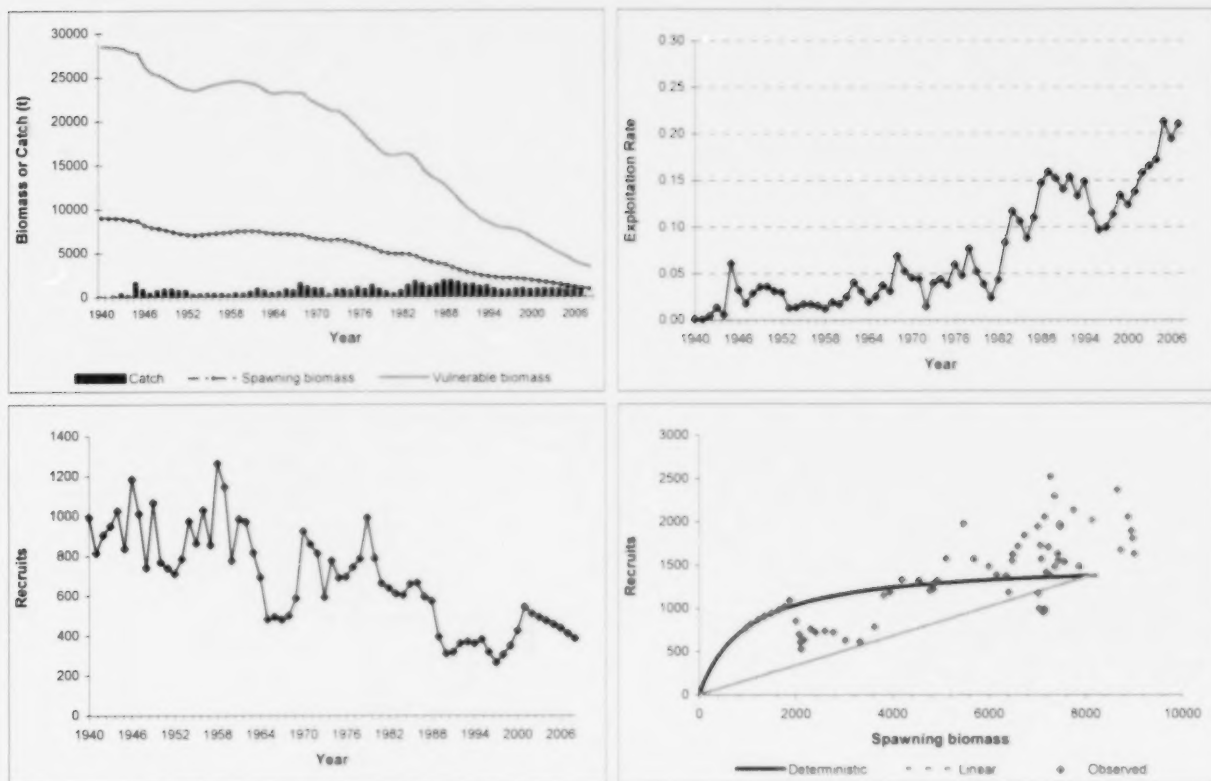 30000
25000
20000
15000
10000
5000
0
Biomass or Catch (t)
1940 1946 1952 1958 1964 1970 1976 1982 1988 1994 2000 2006
Year
Catch Spawning biomass Vulnerable biomass
0.30
0.25
0.20
0.15
0.10
0.05
0.00
Exploitation Rate
1940 1946 1952 1958 1964 1970 1976 1982 1988 1994 2000 2006
Year
1400
1200
1000
800
600
400
200
0
Recruits
1940 1946 1952 1958 1964 1970 1976 1982 1988 1994 2000 2006
Year
3000
2500
2000
1500
1000
500
0
Recruits
0 2000 4000 6000 8000 10000
Spawning biomass
Deterministic Linear Observed